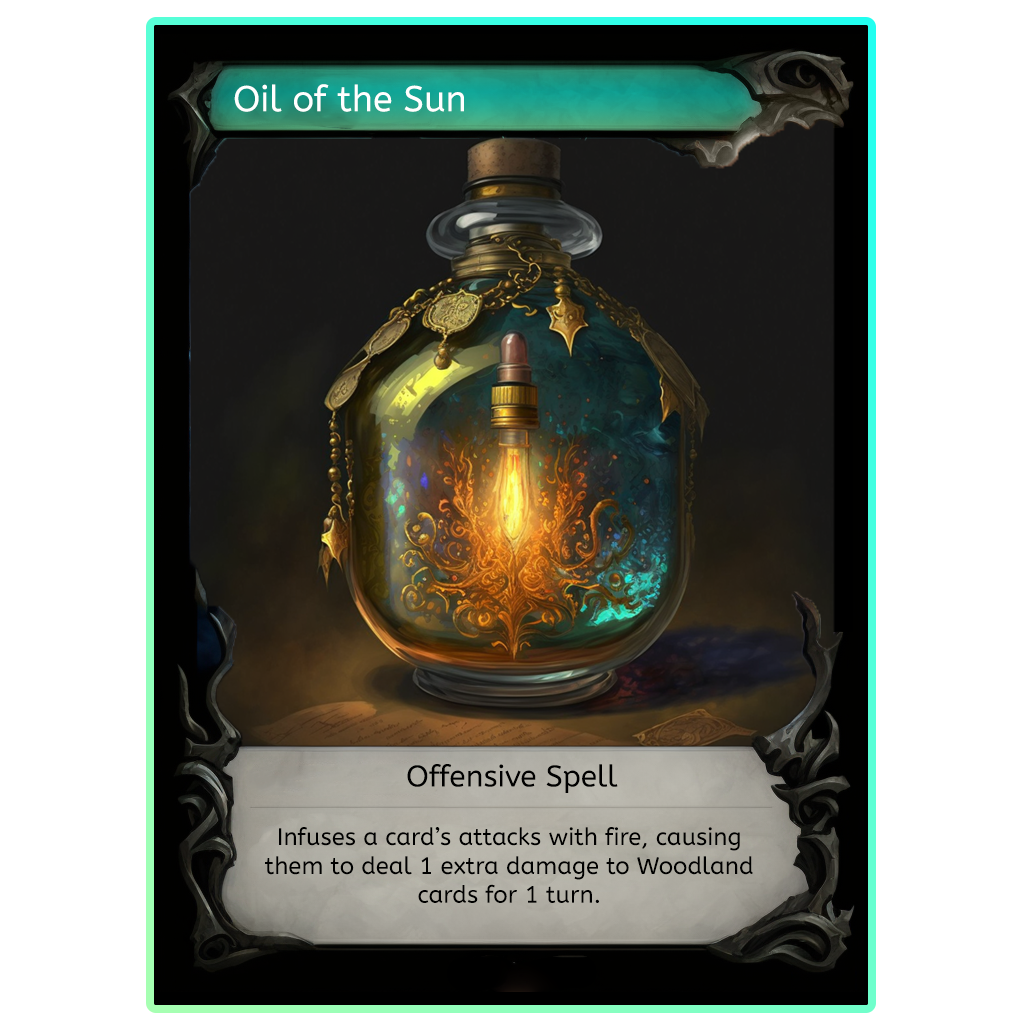 Oil of the Sun
Offensive Spell
Infuses a card’s attacks with fire, causing
them to deal 1 extra damage to Woodland
cards for 1 turn.